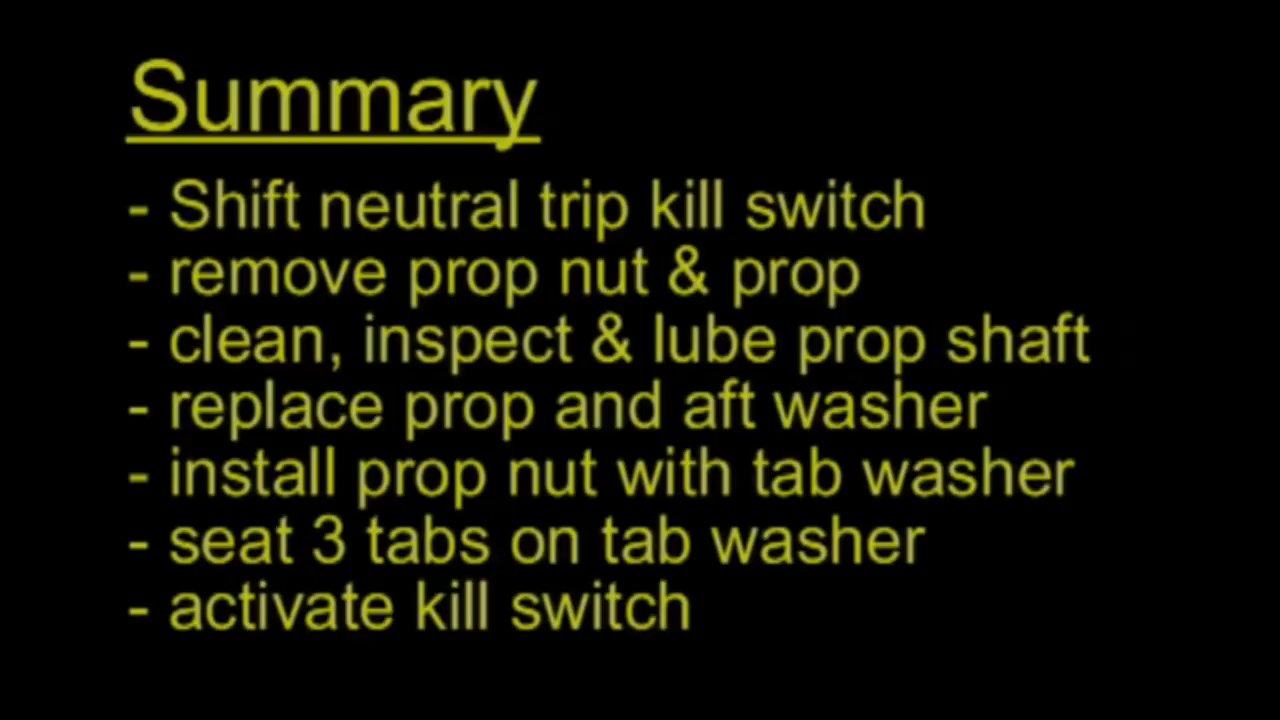 Summary
- Shift neutral trip kill switch
- remove prop nut & prop
- clean, inspect & lube prop shaft
- replace prop and aft washer
- install prop nut with tab washer
- seat 3 tabs on tab washer
- activate kill switch